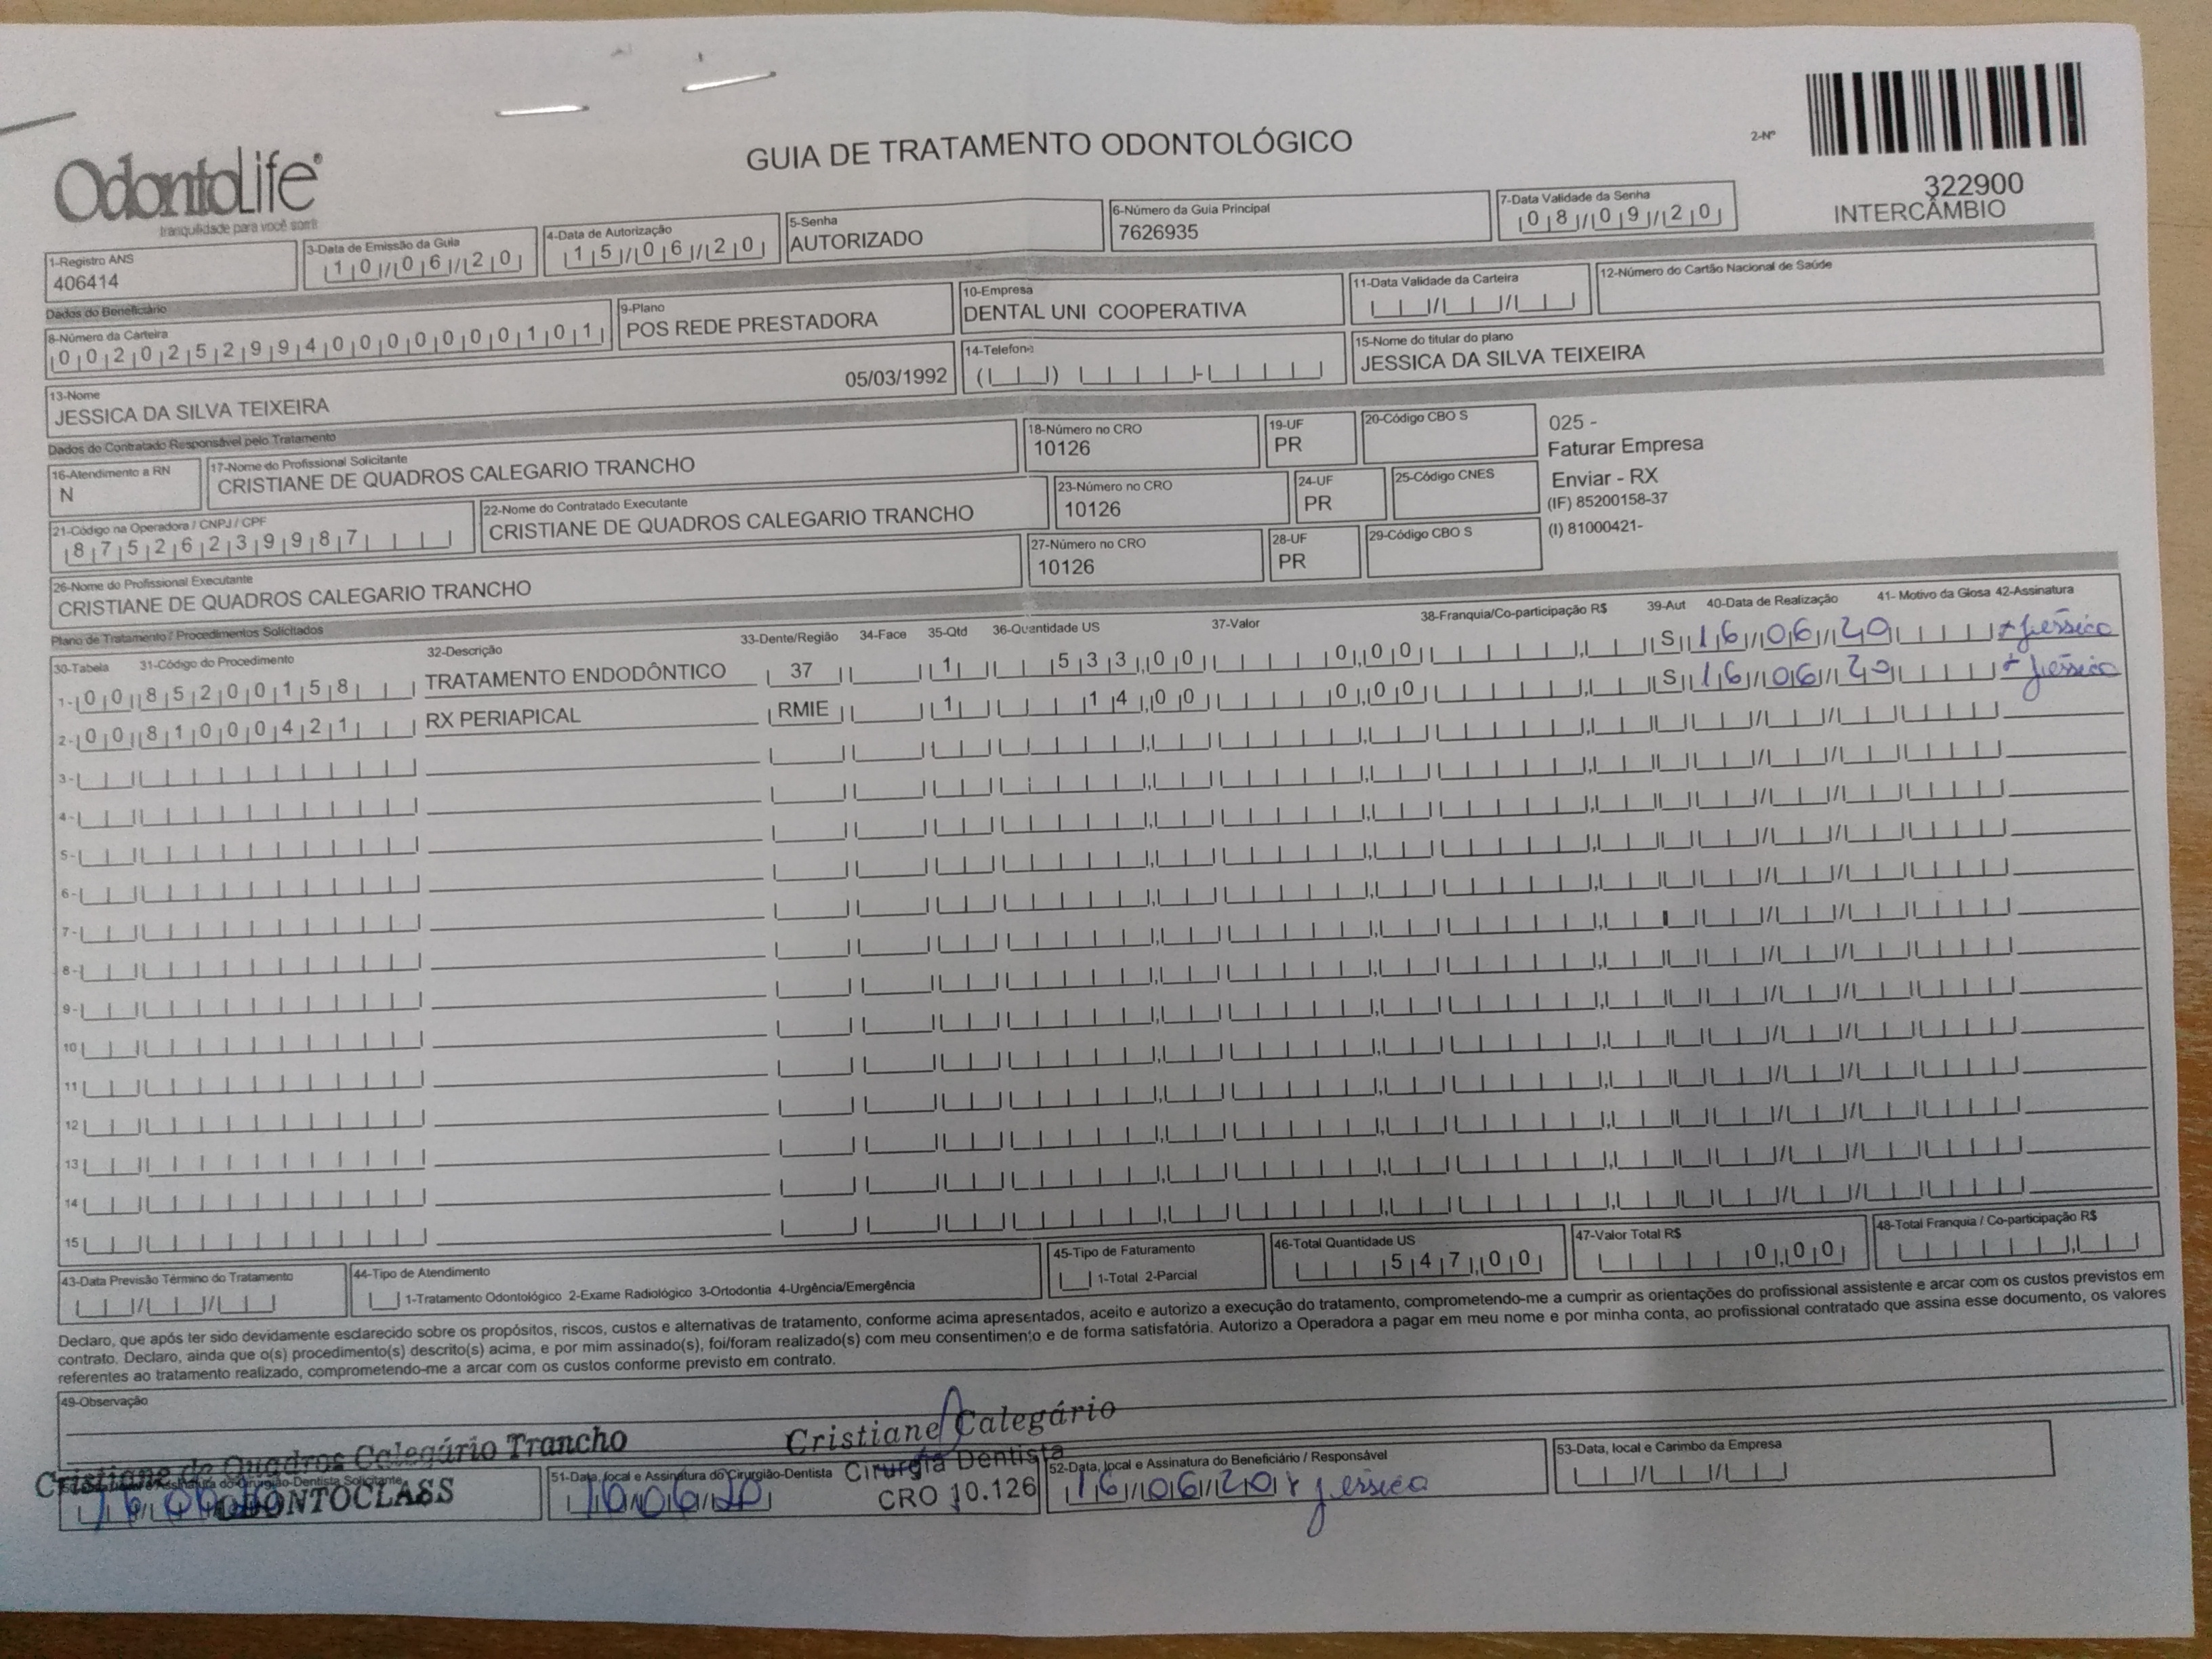 OdontoLife®
tranquilidade para você sorrir
GUIA DE TRATAMENTO ODONTOLÓGICO
2-Nº
322900
INTERCÂMBIO
1-Registro ANS
406414
3-Data de Emissão da Guia
10/06/20
4-Data de Autorização
15/06/20
5-Senha
AUTORIZADO
6-Número da Guia Principal
7626935
7-Data Validade da Senha
08/09/20
Dados do Beneficiário
8-Número da Carteira
00202529940000000101
9-Plano
POS REDE PRESTADORA
10-Empresa
DENTAL UNI COOPERATIVA
11-Data Validade da Carteira
12-Número do Cartão Nacional de Saúde
13-Nome
JESSICA DA SILVA TEIXEIRA
05/03/1992
14-Telefone
15-Nome do titular do plano
JESSICA DA SILVA TEIXEIRA
Dados do Contratado Responsável pelo Tratamento
16-Atendimento a RN
N
17-Nome do Profissional Solicitante
CRISTIANE DE QUADROS CALEGARIO TRANCHO
18-Número no CRO
10126
19-UF
PR
20-Código CBO S
025 -
Faturar Empresa
Enviar - RX
(IF) 85200158-37
(I) 81000421-
21-Código na Operadora / CNPJ / CPF
87526239987
22-Nome do Contratado Executante
CRISTIANE DE QUADROS CALEGARIO TRANCHO
23-Número no CRO
10126
24-UF
PR
25-Código CNES
26-Nome do Profissional Executante
CRISTIANE DE QUADROS CALEGARIO TRANCHO
27-Número no CRO
10126
28-UF
PR
29-Código CBO S
Plano de Tratamento / Procedimentos Solicitados
30-Tabela 31-Código do Procedimento 32-Descrição 33-Dente/Região 34-Face 35-Qtd 36-Quantidade US 37-Valor 38-Franquia/Co-participação R$ 39-Aut 40-Data de Realização 41- Motivo da Glosa 42-Assinatura
1- 00 85200158 TRATAMENTO ENDODÔNTICO 37 1 533,00 0,00 S 16/06/20 + Jéssica
2- 00 81000421 RX PERIAPICAL RMIE 1 14,00 0,00 S 16/06/20 + Jéssica
3-
4-
5-
6-
7-
8-
9-
10
11
12
13
14
15
43-Data Previsão Término do Tratamento
44-Tipo de Atendimento
1-Tratamento Odontológico 2-Exame Radiológico 3-Ortodontia 4-Urgência/Emergência
45-Tipo de Faturamento
1-Total 2-Parcial
46-Total Quantidade US
547,00
47-Valor Total R$
0,00
48-Total Franquia / Co-participação R$
Declaro, que após ter sido devidamente esclarecido sobre os propósitos, riscos, custos e alternativas de tratamento, conforme acima apresentados, aceito e autorizo a execução do tratamento, comprometendo-me a cumprir as orientações do profissional assistente e arcar com os custos previstos em
contrato. Declaro, ainda que o(s) procedimento(s) descrito(s) acima, e por mim assinado(s), foi/foram realizado(s) com meu consentimento e de forma satisfatória. Autorizo a Operadora a pagar em meu nome e por minha conta, ao profissional contratado que assina esse documento, os valores
referentes ao tratamento realizado, comprometendo-me a arcar com os custos conforme previsto em contrato.
49-Observação
Cristiane de Quadros Calegário Trancho
ODONTOCLASS
Cristiane Calegário
Cirurgiã Dentista
CRO 10.126
51-Data, local e Assinatura do Cirurgião-Dentista
16/06/20
52-Data, local e Assinatura do Beneficiário / Responsável
16/06/20 x Jéssica
53-Data, local e Carimbo da Empresa